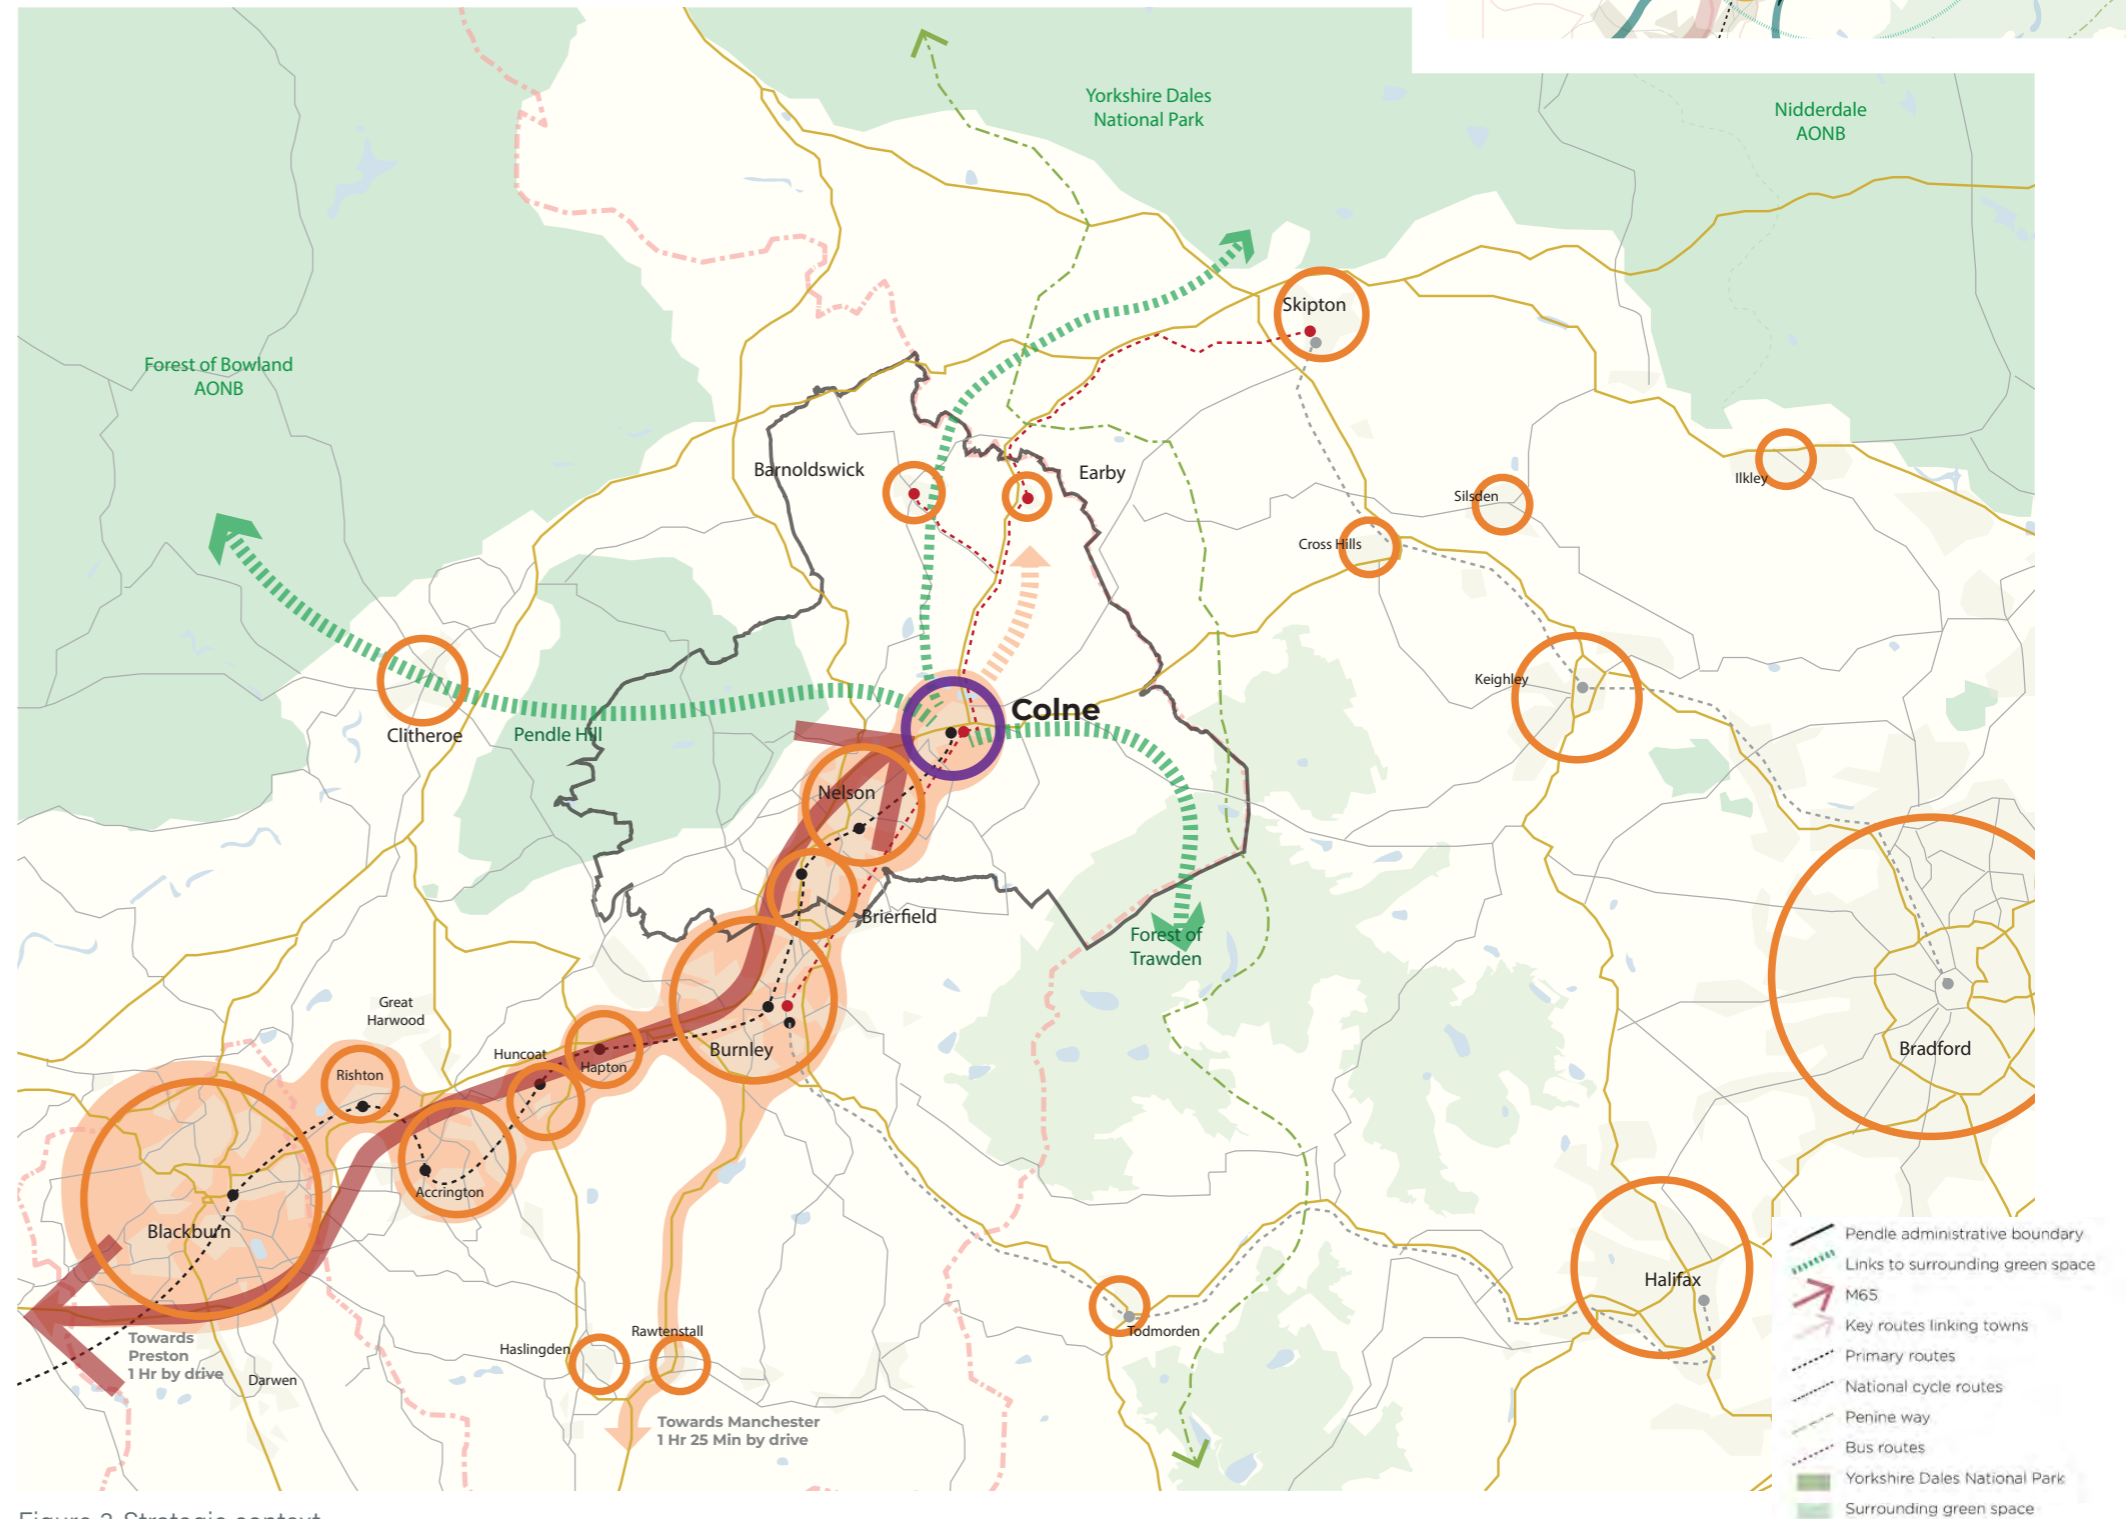 Yorkshire Dales
National Park
Nidderdale
AONB
Skipton
Forest of Bowland
AONB
Barnoldswick
Earby
Ilkley
Silsden
Cross Hills
Keighley
Colne
Clitheroe
Pendle Hill
Nelson
Brierfield
Forest of
Trawden
Great
Harwood
Huncoat
Hapton
Burnley
Bradford
Rishton
Accrington
Blackburn
Halifax
Todmorden
Haslingden
Rawtenstall
Towards
Preston
1 Hr by drive
Darwen
Towards Manchester
1 Hr 25 Min by drive
Pendle administrative boundary
Links to surrounding green space
M65
Key routes linking towns
Primary routes
National cycle routes
Penine way
Bus routes
Yorkshire Dales National Park
Surrounding green space
Strategic context